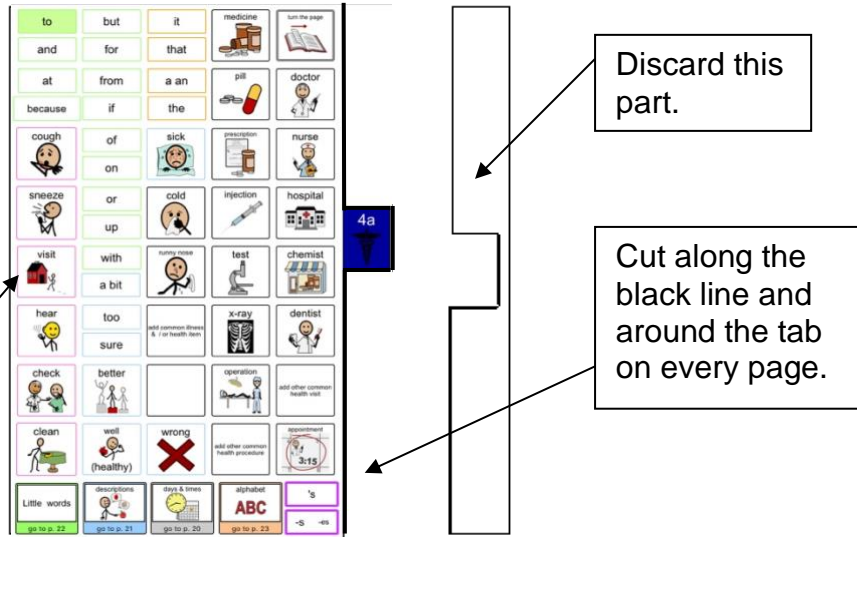 to but it medicine turn the page
and for that
at from a an pill doctor
because if the
cough of sick prescription nurse
on
sneeze or cold injection hospital
up
4a
visit with runny nose test chemist
a bit
hear too add common illness x-ray dentist
& / or health item
sure
check better operation add other common
health visit
clean well wrong add other common appointment
health procedure
(healthy) 3:15
Little words descriptions days & times alphabet 's
ABC -s -es
go to p. 22 go to p. 21 go to p. 20 go to p. 23
Discard this
part.
Cut along the
black line and
around the tab
on every page.